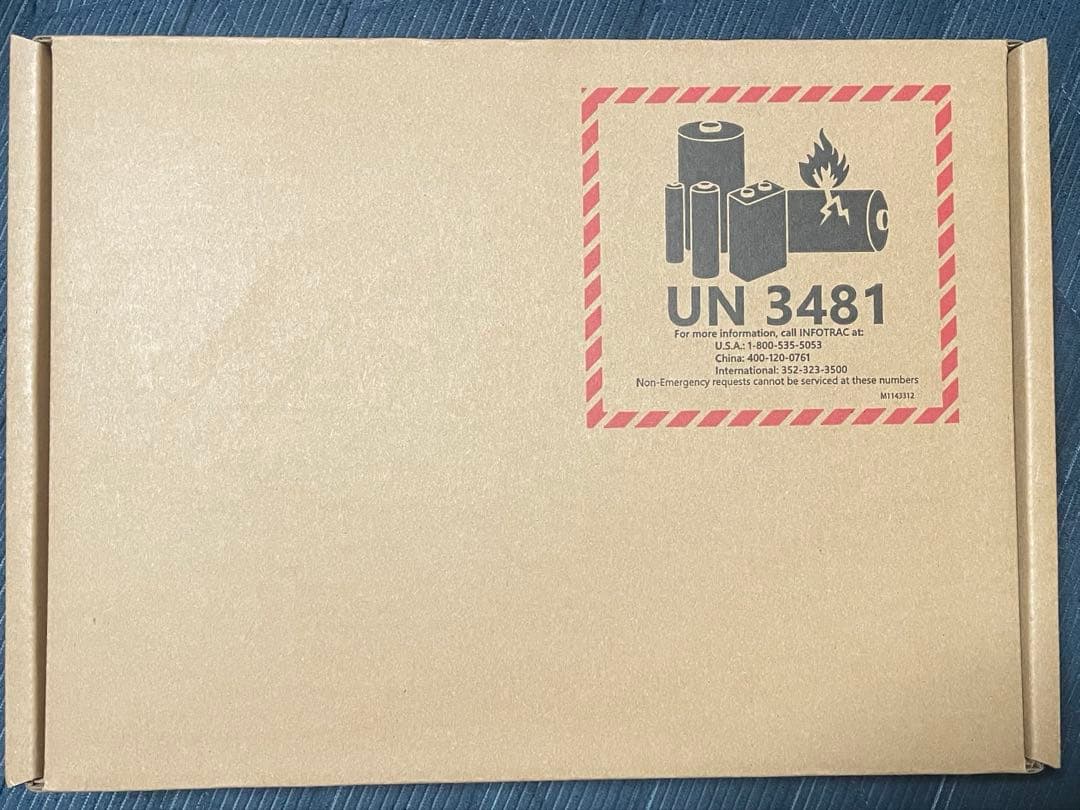 UN 3481
For more information, call INFOTRAC at:
U.S.A.: 1-800-535-5053
China: 400-120-0761
International: 352-323-3500
Non-Emergency requests cannot be serviced at these numbers
M1143312